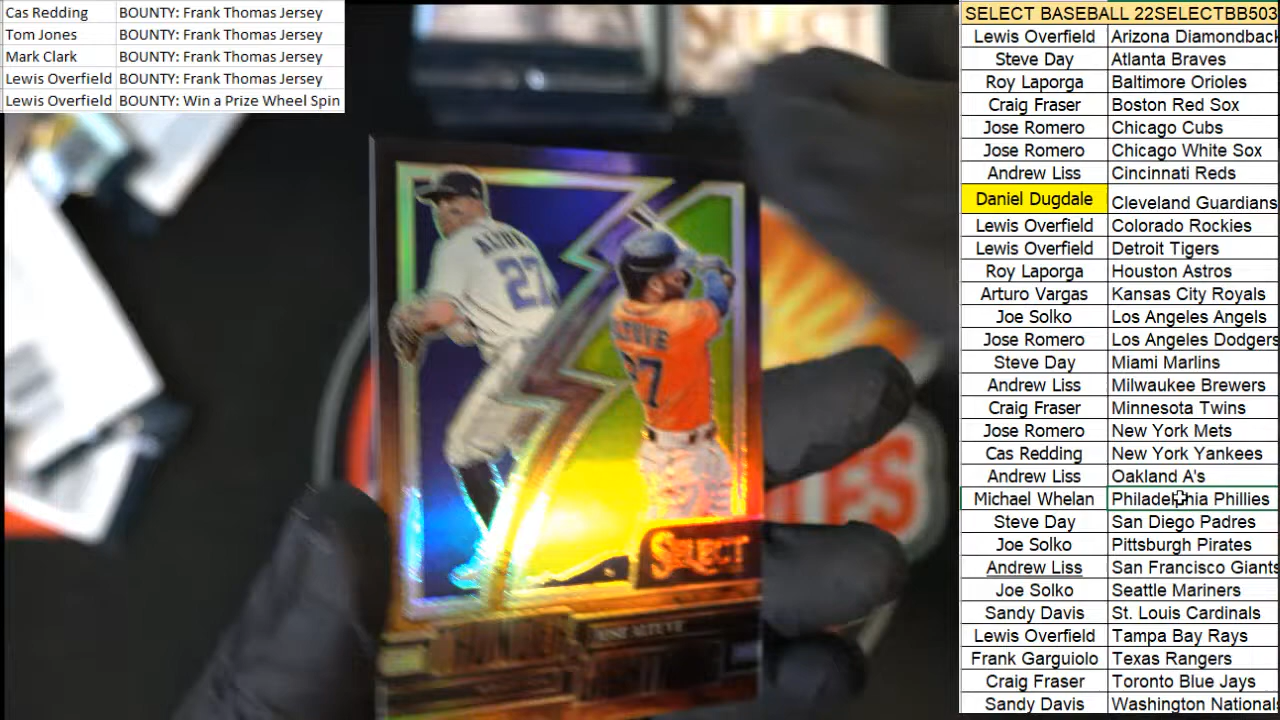 Cas Redding BOUNTY: Frank Thomas Jersey
Tom Jones BOUNTY: Frank Thomas Jersey
Mark Clark BOUNTY: Frank Thomas Jersey
Lewis Overfield BOUNTY: Frank Thomas Jersey
Lewis Overfield BOUNTY: Win a Prize Wheel Spin
SELECT BASEBALL 22SELECTBB503
Lewis Overfield Arizona Diamondback
Steve Day Atlanta Braves
Roy Laporga Baltimore Orioles
Craig Fraser Boston Red Sox
Jose Romero Chicago Cubs
Jose Romero Chicago White Sox
Andrew Liss Cincinnati Reds
Daniel Dugdale Cleveland Guardians
Lewis Overfield Colorado Rockies
Lewis Overfield Detroit Tigers
Roy Laporga Houston Astros
Arturo Vargas Kansas City Royals
Joe Solko Los Angeles Angels
Jose Romero Los Angeles Dodgers
Steve Day Miami Marlins
Andrew Liss Milwaukee Brewers
Craig Fraser Minnesota Twins
Jose Romero New York Mets
Cas Redding New York Yankees
Andrew Liss Oakland A's
Michael Whelan Philadelphia Phillies
Steve Day San Diego Padres
Joe Solko Pittsburgh Pirates
Andrew Liss San Francisco Giants
Joe Solko Seattle Mariners
Sandy Davis St. Louis Cardinals
Lewis Overfield Tampa Bay Rays
Frank Garguiolo Texas Rangers
Craig Fraser Toronto Blue Jays
Sandy Davis Washington National
ALTUVE
27
ALTUVE
27
SELECT
JOSE ALTUVE